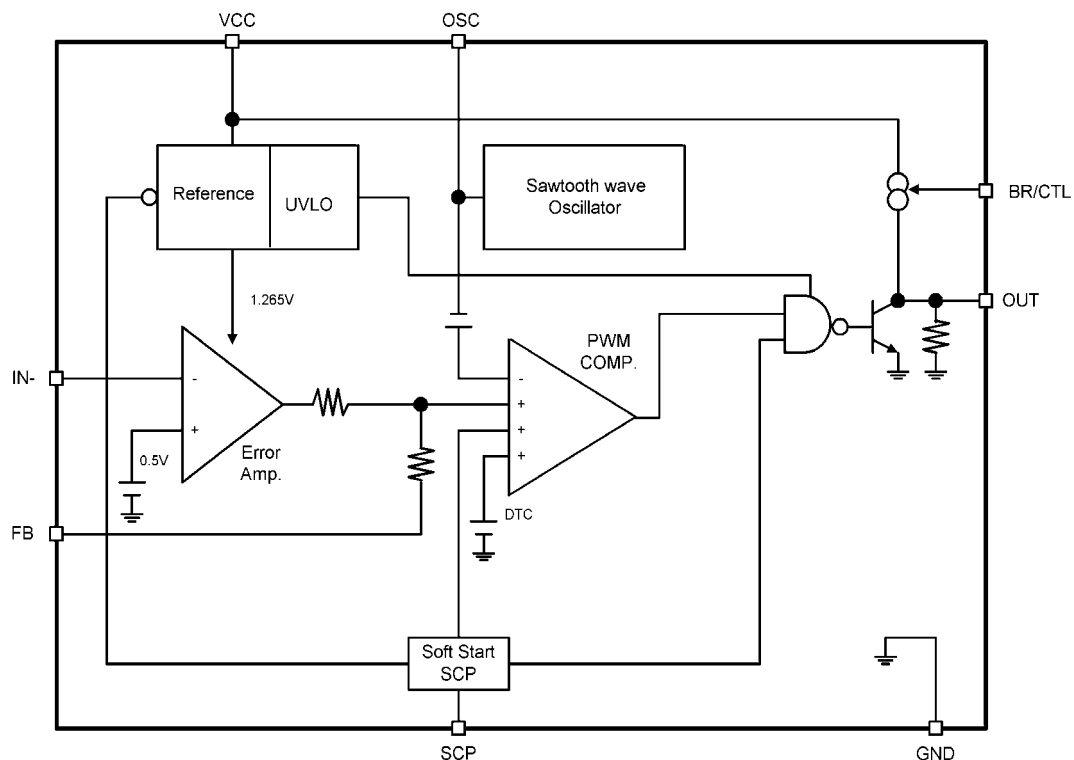 VCC
OSC
Reference
UVLO
Sawtooth wave
Oscillator
BR/CTL
1.265V
OUT
PWM
COMP.
IN-
-
+
0.5V
Error
Amp.
-
+
+
+
DTC
FB
Soft Start
SCP
SCP
GND